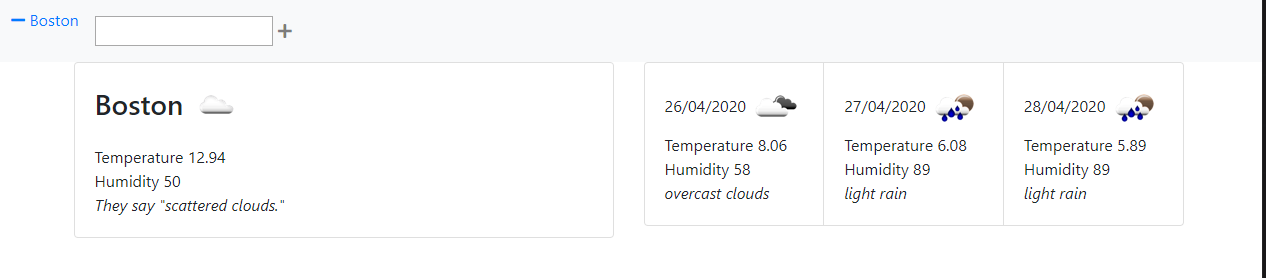 Boston
Boston
Temperature 12.94
Humidity 50
They say "scattered clouds."
26/04/2020
Temperature 8.06
Humidity 58
overcast clouds
27/04/2020
Temperature 6.08
Humidity 89
light rain
28/04/2020
Temperature 5.89
Humidity 89
light rain